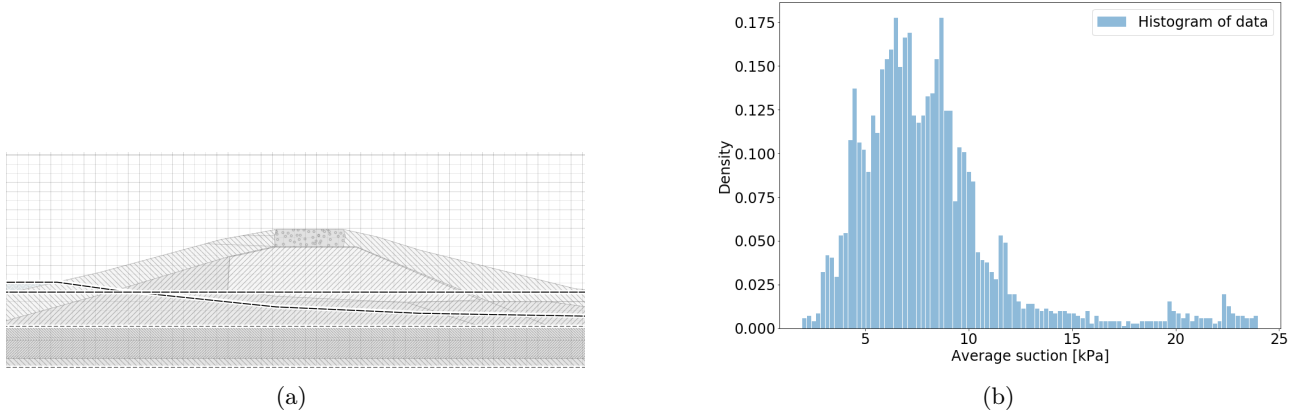 0.175
0.150
0.125
0.100
0.075
0.050
0.025
0.000
Density
Histogram of data
5 10 15 20 25
Average suction [kPa]
(a) (b)